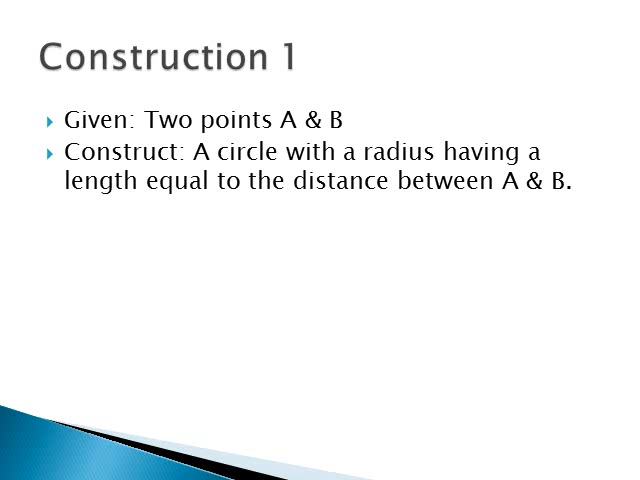 Construction 1
Given: Two points A & B
Construct: A circle with a radius having a
length equal to the distance between A & B.